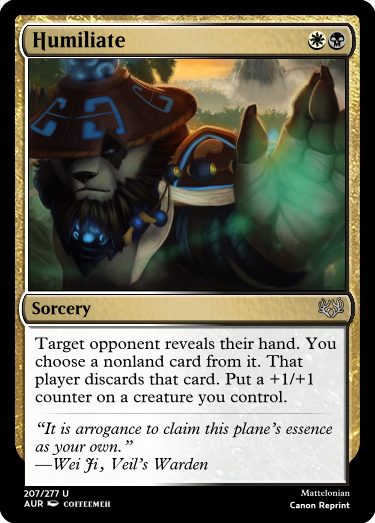 Humiliate
Sorcery
Target opponent reveals their hand. You
choose a nonland card from it. That
player discards that card. Put a +1/+1
counter on a creature you control.
“It is arrogance to claim this plane’s essence
as your own.”
—Wei Ji, Veil’s Warden
207/277 U
Mattelonian
AUR COFFEEMEH
Canon Reprint